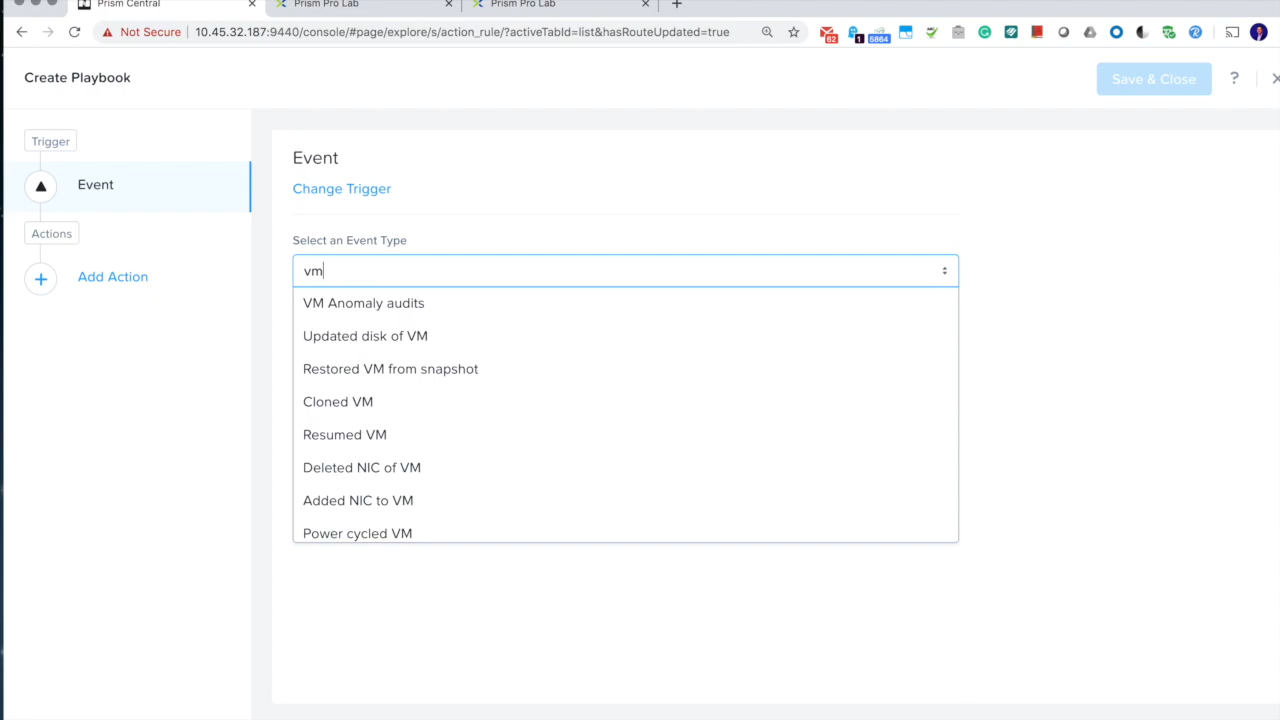 Prism Central
Prism Pro Lab
Prism Pro Lab
Not Secure
10.45.32.187:9440/console/#page/explore/s/action_rule/?activeTabId=list&hasRouteUpdated=true
62
1
5864
Create Playbook
Save & Close
?
Trigger
Event
Actions
Add Action
Event
Change Trigger
Select an Event Type
vm
VM Anomaly audits
Updated disk of VM
Restored VM from snapshot
Cloned VM
Resumed VM
Deleted NIC of VM
Added NIC to VM
Power cycled VM